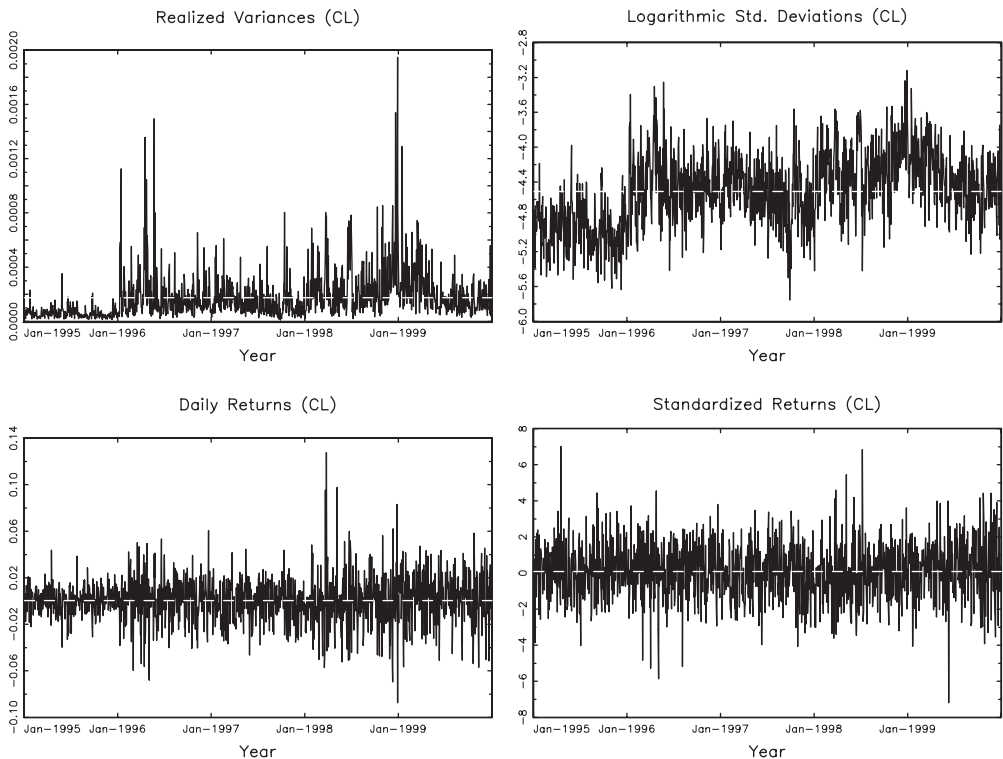 Realized Variances (CL)
0.0020
0.0016
0.0012
0.0008
0.0004
0.0000
Jan-1995 Jan-1996 Jan-1997 Jan-1998 Jan-1999
Year
Logarithmic Std. Deviations (CL)
-2.8
-3.2
-3.6
-4.0
-4.4
-4.8
-5.2
-5.6
-6.0
Jan-1995 Jan-1996 Jan-1997 Jan-1998 Jan-1999
Year
Daily Returns (CL)
0.14
0.10
0.06
0.02
-0.02
-0.06
-0.10
Jan-1995 Jan-1996 Jan-1997 Jan-1998 Jan-1999
Year
Standardized Returns (CL)
8
6
4
2
0
-2
-4
-6
-8
Jan-1995 Jan-1996 Jan-1997 Jan-1998 Jan-1999
Year